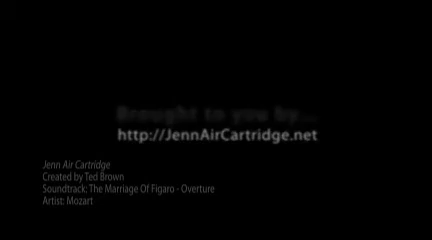 Brought to you by...
http://JennAirCartridge.net
Jenn Air Cartridge
Created by Ted Brown
Soundtrack: The Marriage Of Figaro - Overture
Artist: Mozart